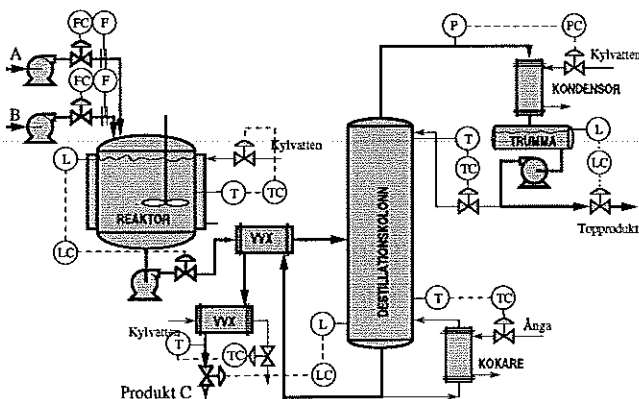 FC F
A
FC F
B
P PC
Kylvatten
KONDENSOR
TRUMMA
L
LC
Topprodukt
L
Kylvatten
T TC
REAKTOR
LC
VVX
DESTILLATIONSKOLONN
T
TC
T TC
Ånga
KOKARE
L
LC
Kylvatten
VVX
T
TC
Produkt C